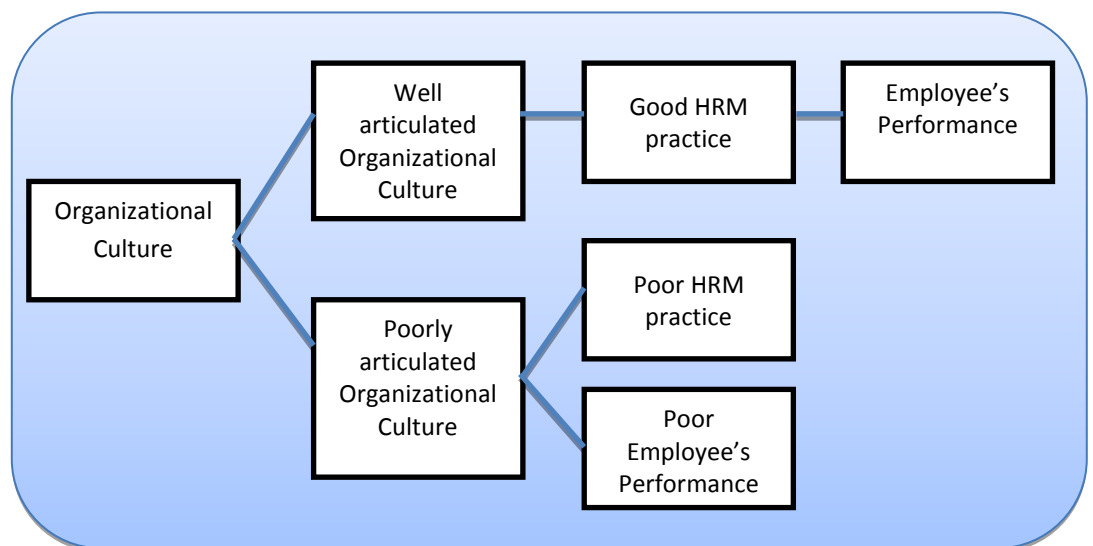 Organizational
Culture
Well
articulated
Organizational
Culture
Good HRM
practice
Employee’s
Performance
Poorly
articulated
Organizational
Culture
Poor HRM
practice
Poor
Employee’s
Performance